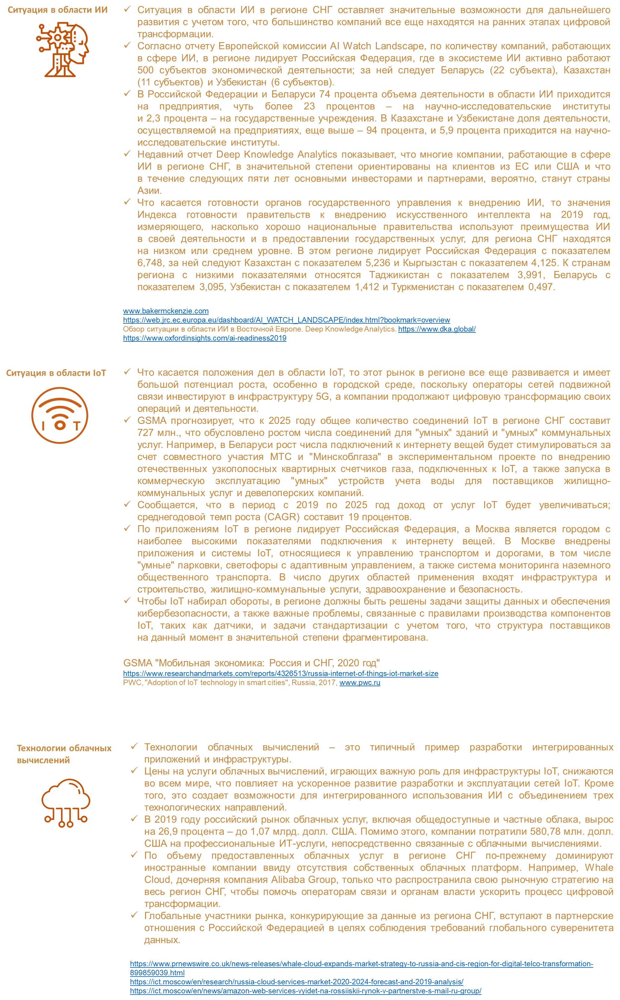 Ситуация в области ИИ
✓ Ситуация в области ИИ в регионе СНГ оставляет значительные возможности для дальнейшего
развития с учетом того, что большинство компаний все еще находятся на ранних этапах цифровой
трансформации.
✓ Согласно отчету Европейской комиссии AI Watch Landscape, по количеству компаний, работающих
в сфере ИИ, в регионе лидирует Российская Федерация, где в экосистеме ИИ активно работают
500 субъектов экономической деятельности; за ней следует Беларусь (22 субъекта), Казахстан
(11 субъектов) и Узбекистан (6 субъектов).
✓ В Российской Федерации и Беларуси 74 процента объема деятельности в области ИИ приходится
на предприятия, чуть более 23 процентов – на научно-исследовательские институты
и 2,3 процента – на государственные учреждения. В Казахстане и Узбекистане доля деятельности,
осуществляемой на предприятиях, еще выше – 94 процента, и 5,9 процента приходится на научно-
исследовательские институты.
✓ Недавний отчет Deep Knowledge Analytics показывает, что многие компании, работающие в сфере
ИИ в регионе СНГ, в значительной степени ориентированы на клиентов из ЕС или США и что
в течение следующих пяти лет основными инвесторами и партнерами, вероятно, станут страны
Азии.
✓ Что касается готовности органов государственного управления к внедрению ИИ, то значения
Индекса готовности правительств к внедрению искусственного интеллекта на 2019 год,
измеряющего, насколько хорошо национальные правительства используют преимущества ИИ
в своей деятельности и в предоставлении государственных услуг, для региона СНГ находятся
на низком или среднем уровне. В этом регионе лидирует Российская Федерация с показателем
6,748, за ней следуют Казахстан с показателем 5,236 и Кыргызстан с показателем 4,125. К странам
региона с низкими показателями относятся Таджикистан с показателем 3,991, Беларусь с
показателем 3,095, Узбекистан с показателем 1,412 и Туркменистан с показателем 0,497.
www.bakermckenzie.com
https://web.jrc.ec.europa.eu/dashboard/AI_WATCH_LANDSCAPE/index.html?bookmark=overview
Обзор ситуации в области ИИ в Восточной Европе. Deep Knowledge Analytics. https://www.dka.global/
https://www.oxfordinsights.com/ai-readiness2019
Ситуация в области IoT
I O T
✓ Что касается положения дел в области IoT, то этот рынок в регионе все еще развивается и имеет
большой потенциал роста, особенно в городской среде, поскольку операторы сетей подвижной
связи инвестируют в инфраструктуру 5G, а компании продолжают цифровую трансформацию своих
операций и деятельности.
✓ GSMA прогнозирует, что к 2025 году общее количество соединений IoT в регионе СНГ составит
727 млн., что обусловлено ростом числа соединений для "умных" зданий и "умных" коммунальных
услуг. Например, в Беларуси рост числа подключений к интернету вещей будет стимулироваться за
счет совместного участия МТС и "Минскоблгаза" в экспериментальном проекте по внедрению
отечественных узкополосных квартирных счетчиков газа, подключенных к IoT, а также запуска в
коммерческую эксплуатацию "умных" устройств учета воды для поставщиков жилищно-
коммунальных услуг и девелоперских компаний.
✓ Сообщается, что в период с 2019 по 2025 год доход от услуг IoT будет увеличиваться;
среднегодовой темп роста (CAGR) составит 19 процентов.
✓ По приложениям IoT в регионе лидирует Российская Федерация, а Москва является городом с
наиболее высокими показателями подключения к интернету вещей. В Москве внедрены
приложения и системы IoT, относящиеся к управлению транспортом и дорогами, в том числе
"умные" парковки, светофоры с адаптивным управлением, а также система мониторинга наземного
общественного транспорта. В число других областей применения входят инфраструктура и
строительство, жилищно-коммунальные услуги, здравоохранение и безопасность.
✓ Чтобы IoT набирал обороты, в регионе должны быть решены задачи защиты данных и обеспечения
кибербезопасности, а также важные проблемы, связанные с правилами производства компонентов
IoT, таких как датчики, и задачи стандартизации с учетом того, что структура поставщиков
на данный момент в значительной степени фрагментирована.
GSMA "Мобильная экономика: Россия и СНГ, 2020 год"
https://www.researchandmarkets.com/reports/4326513/russia-internet-of-things-iot-market-size
PWC, "Adoption of IoT technology in smart cities", Russia, 2017, www.pwc.ru
Технологии облачных
вычислений
✓ Технологии облачных вычислений – это типичный пример разработки интегрированных
приложений и инфраструктуры.
✓ Цены на услуги облачных вычислений, играющих важную роль для инфраструктуры IoT, снижаются
во всем мире, что повлияет на ускоренное развитие разработки и эксплуатации сетей IoT. Кроме
того, это создает возможности для интегрированного использования ИИ с объединением трех
технологических направлений.
✓ В 2019 году российский рынок облачных услуг, включая общедоступные и частные облака, вырос
на 26,9 процента – до 1,07 млрд. долл. США. Помимо этого, компании потратили 580,78 млн. долл.
США на профессиональные ИТ-услуги, непосредственно связанные с облачными вычислениями.
✓ По объему предоставленных облачных услуг в регионе СНГ по-прежнему доминируют
иностранные компании ввиду отсутствия собственных облачных платформ. Например, Whale
Cloud, дочерняя компания Alibaba Group, только что распространила свою рыночную стратегию на
весь регион СНГ, чтобы помочь операторам связи и органам власти ускорить процесс цифровой
трансформации.
✓ Глобальные участники рынка, конкурирующие за данные из региона СНГ, вступают в партнерские
отношения с Российской Федерацией в целях соблюдения требований глобального суверенитета
данных.
https://www.prnewswire.co.uk/news-releases/whale-cloud-expands-market-strategy-to-russia-and-cis-region-for-digital-telco-transformation-
899859039.html
https://ict.moscow/en/research/russia-cloud-services-market-2020-2024-forecast-and-2019-analysis/
https://ict.moscow/en/news/amazon-web-services-vyidet-na-rossiiskii-rynok-v-partnerstve-s-mail-ru-group/